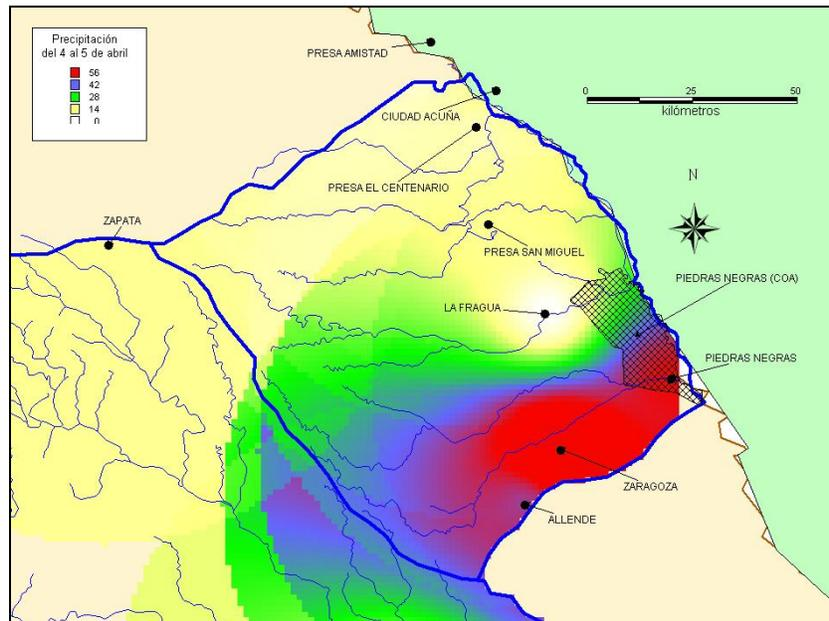 Precipitación
del 4 al 5 de abril
56
42
28
14
0
PRESA AMISTAD
CIUDAD ACUÑA
0 25 50
kilómetros
PRESA EL CENTENARIO
N
ZAPATA
PRESA SAN MIGUEL
PIEDRAS NEGRAS (COA)
LA FRAGUA
PIEDRAS NEGRAS
ZARAGOZA
ALLENDE